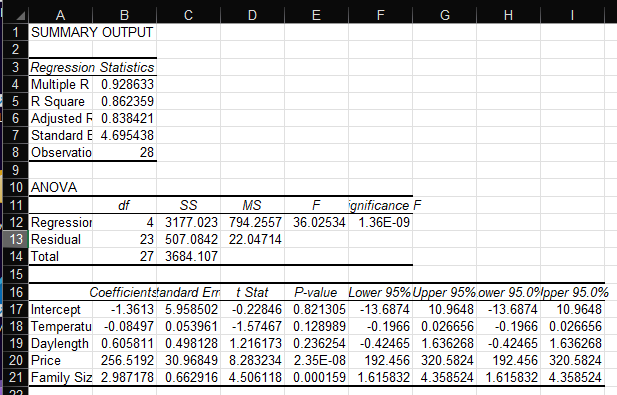 A B C D E F G H I
1 SUMMARY OUTPUT
2
3 Regression Statistics
4 Multiple R 0.928633
5 R Square 0.862359
6 Adjusted R 0.838421
7 Standard E 4.695438
8 Observatio 28
9
10 ANOVA
11 df SS MS F ignificance F
12 Regression 4 3177.023 794.2557 36.02534 1.36E-09
13 Residual 23 507.0842 22.04714
14 Total 27 3684.107
15
16 Coefficients tandard Err t Stat P-value Lower 95% Upper 95% ower 95.0% pper 95.0%
17 Intercept -1.3613 5.958502 -0.22846 0.821305 -13.6874 10.9648 -13.6874 10.9648
18 Temperatu -0.08497 0.053961 -1.57467 0.128989 -0.1966 0.026656 -0.1966 0.026656
19 Daylength 0.605811 0.498128 1.216173 0.236254 -0.42465 1.636268 -0.42465 1.636268
20 Price 256.5192 30.96849 8.283234 2.35E-08 192.456 320.5824 192.456 320.5824
21 Family Siz 2.987178 0.662916 4.506118 0.000159 1.615832 4.358524 1.615832 4.358524